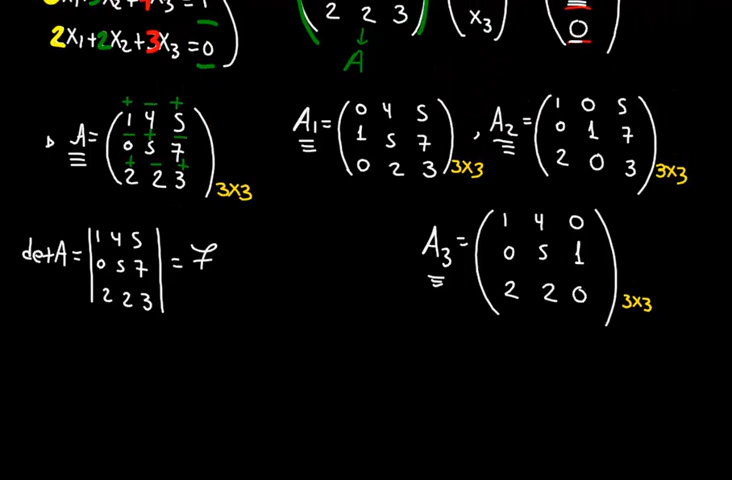 2x₁+2x₂+3x₃=0
2 2 3
x₃
0
A
A= + − +
1 4 5
0 5 7
2 2 3
3x3
A₁= 0 4 5
1 5 7
0 2 3
3x3
, A₂= 1 0 5
0 1 7
2 0 3
3x3
detA= 1 4 5
0 5 7
2 2 3
= 7
A₃= 1 4 0
0 5 1
2 2 0
3x3